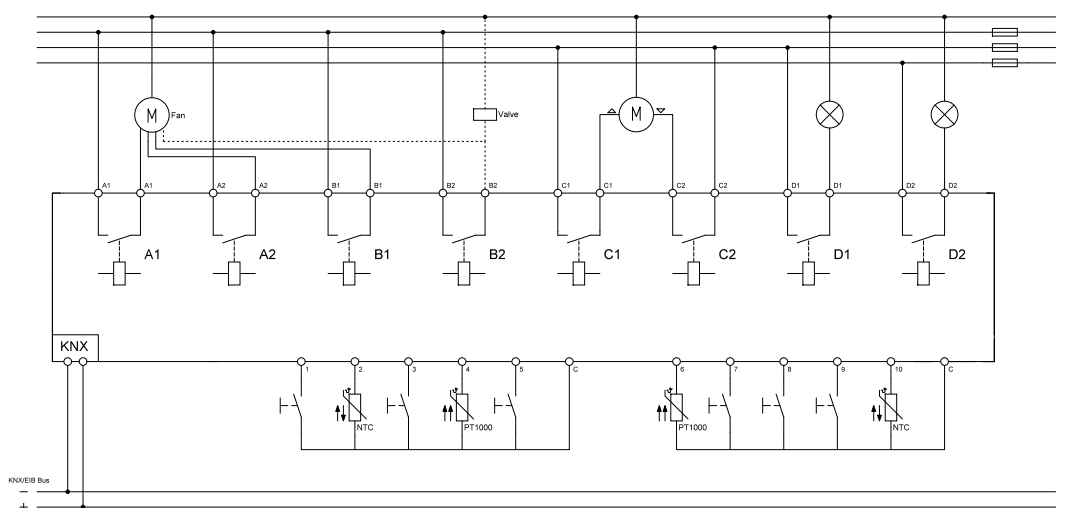 M
Fan
Valve
M
A1 A1 A2 A2 B1 B1 B2 B2 C1 C1 C2 C2 D1 D1 D2 D2
A1 A2 B1 B2 C1 C2 D1 D2
KNX
1 2 3 4 5 C 6 7 8 9 10 C
NTC PT1000 PT1000 NTC
KNX/EIB Bus
−
+